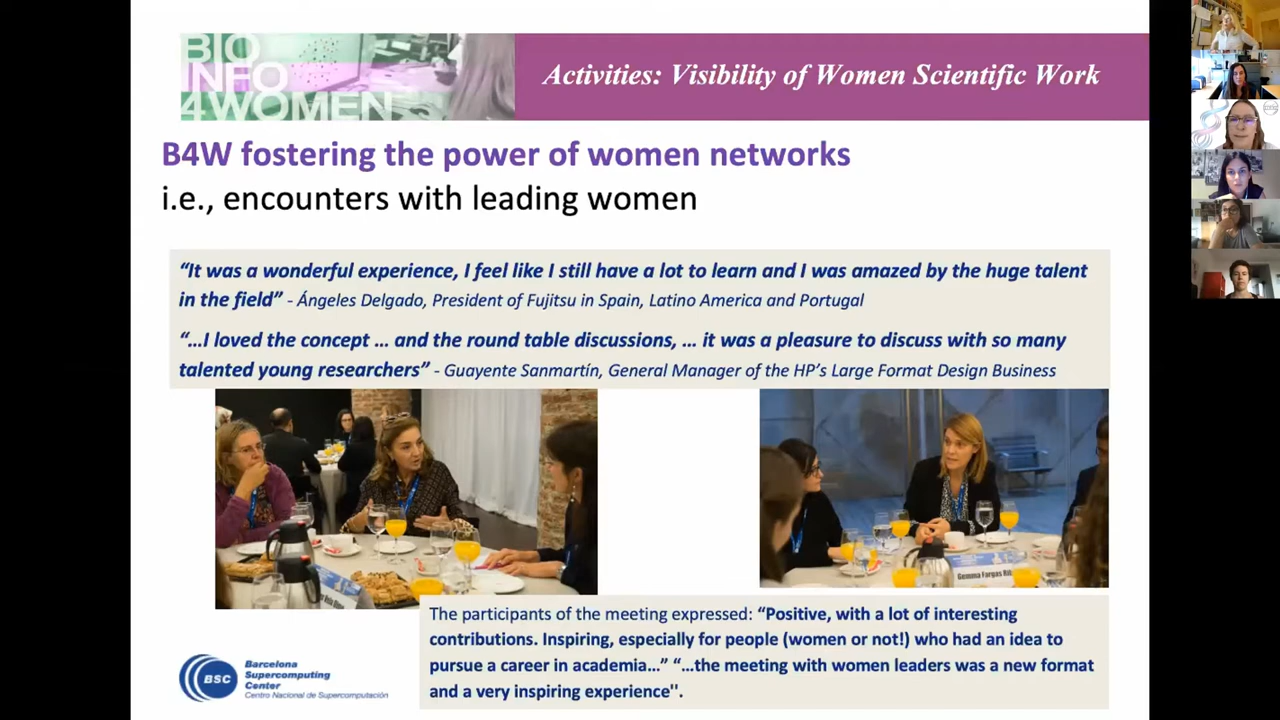 BIO
INFO
4WOMEN
Activities: Visibility of Women Scientific Work
B4W fostering the power of women networks
i.e., encounters with leading women
“It was a wonderful experience, I feel like I still have a lot to learn and I was amazed by the huge talent
in the field” - Ángeles Delgado, President of Fujitsu in Spain, Latino America and Portugal
“…I loved the concept … and the round table discussions, … it was a pleasure to discuss with so many
talented young researchers” - Guayente Sanmartín, General Manager of the HP’s Large Format Design Business
Gemma Fargas
The participants of the meeting expressed: “Positive, with a lot of interesting
contributions. Inspiring, especially for people (women or not!) who had an idea to
pursue a career in academia…” “…the meeting with women leaders was a new format
and a very inspiring experience''.
BSC
Barcelona
Supercomputing
Center
Centro Nacional de Supercomputación